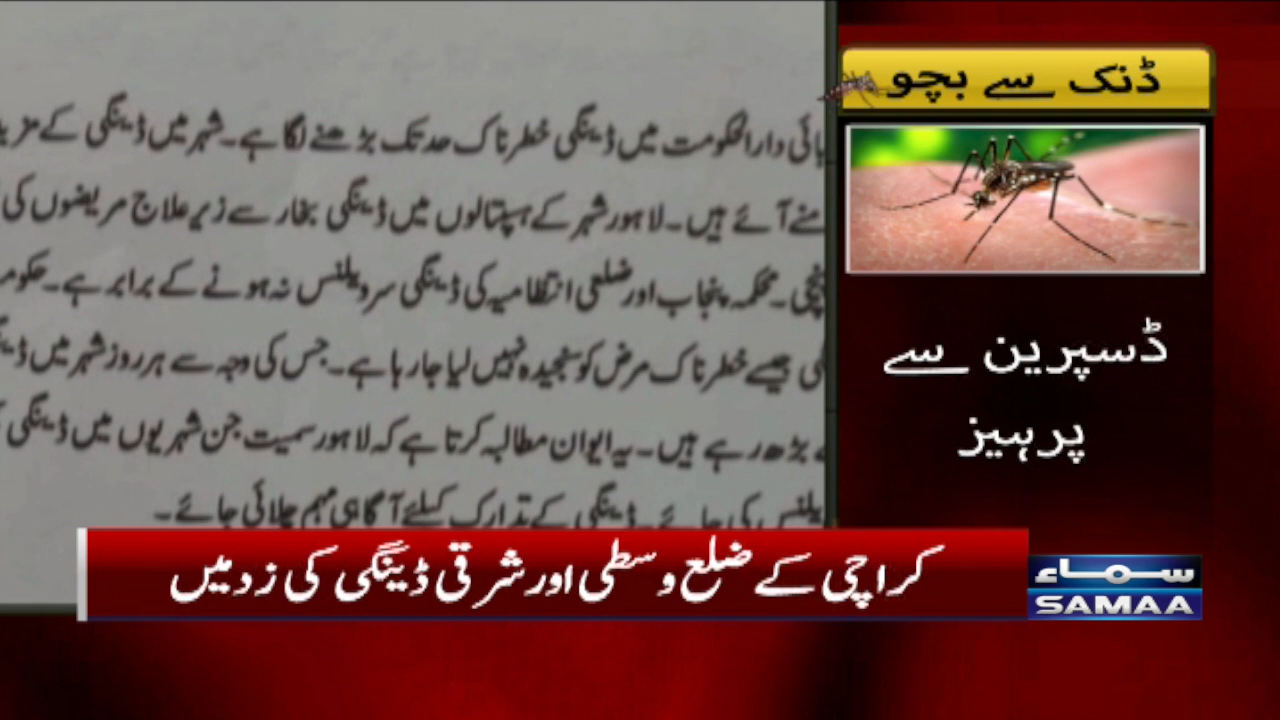 ڈنک سے بچو
ڈسپرین سے
پرہیز
دارالحکومت میں ڈینگی خطرناک حد تک بڑھنے لگا ہے۔ شہر میں ڈینگی کے
آئے ہیں۔ لاہور شہر کے ہسپتالوں میں ڈینگی بخار سے زیر علاج مریضوں کی
محکمہ پنجاب اور ضلعی انتظامیہ کی ڈینگی سرویلنس نہ ہونے کے برابر ہے۔
جیسے خطرناک مرض کو سنجیدہ نہیں لیا جا رہا ہے۔ جس کی وجہ سے ہر روز شہر میں
بڑھ رہے ہیں۔ یہ ایوان مطالبہ کرتا ہے کہ لاہور سمیت جن شہریوں میں ڈینگی
کی جائے۔ ڈینگی کے تدارک کیلئے آگاہی مہم چلائی جائے۔
کراچی کے ضلع وسطی اور شرقی ڈینگی کی زد میں
سماء
SAMAA